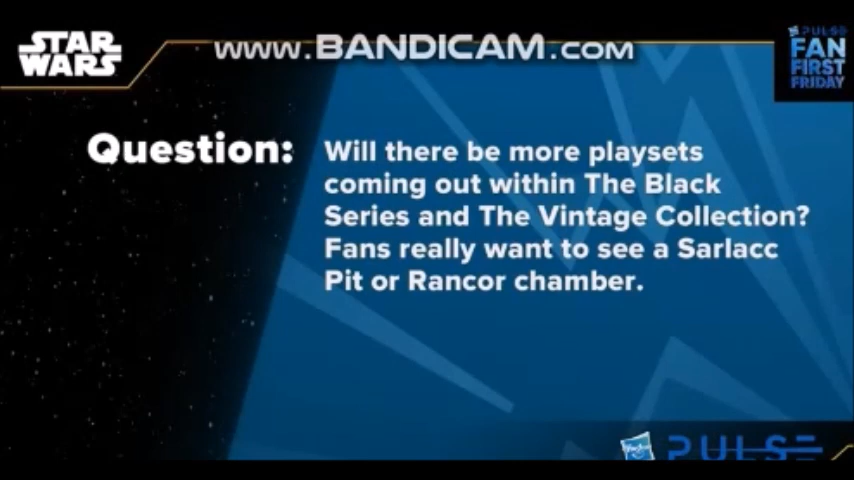 STAR
WARS
WWW.BANDICAM.COM
PULSE
FAN
FIRST
FRIDAY
Question:
Will there be more playsets
coming out within The Black
Series and The Vintage Collection?
Fans really want to see a Sarlacc
Pit or Rancor chamber.
Hasbro
PULSE